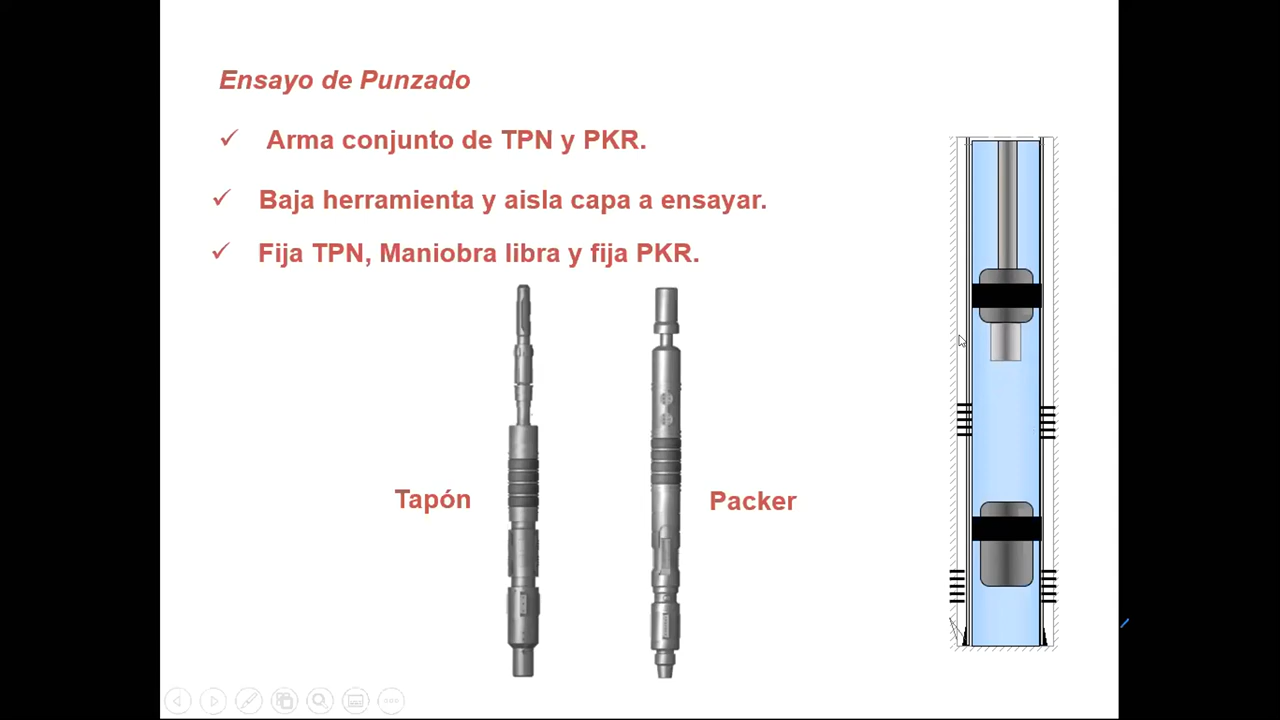 Ensayo de Punzado
✓ Arma conjunto de TPN y PKR.
✓ Baja herramienta y aisla capa a ensayar.
✓ Fija TPN, Maniobra libra y fija PKR.
Tapón
Packer